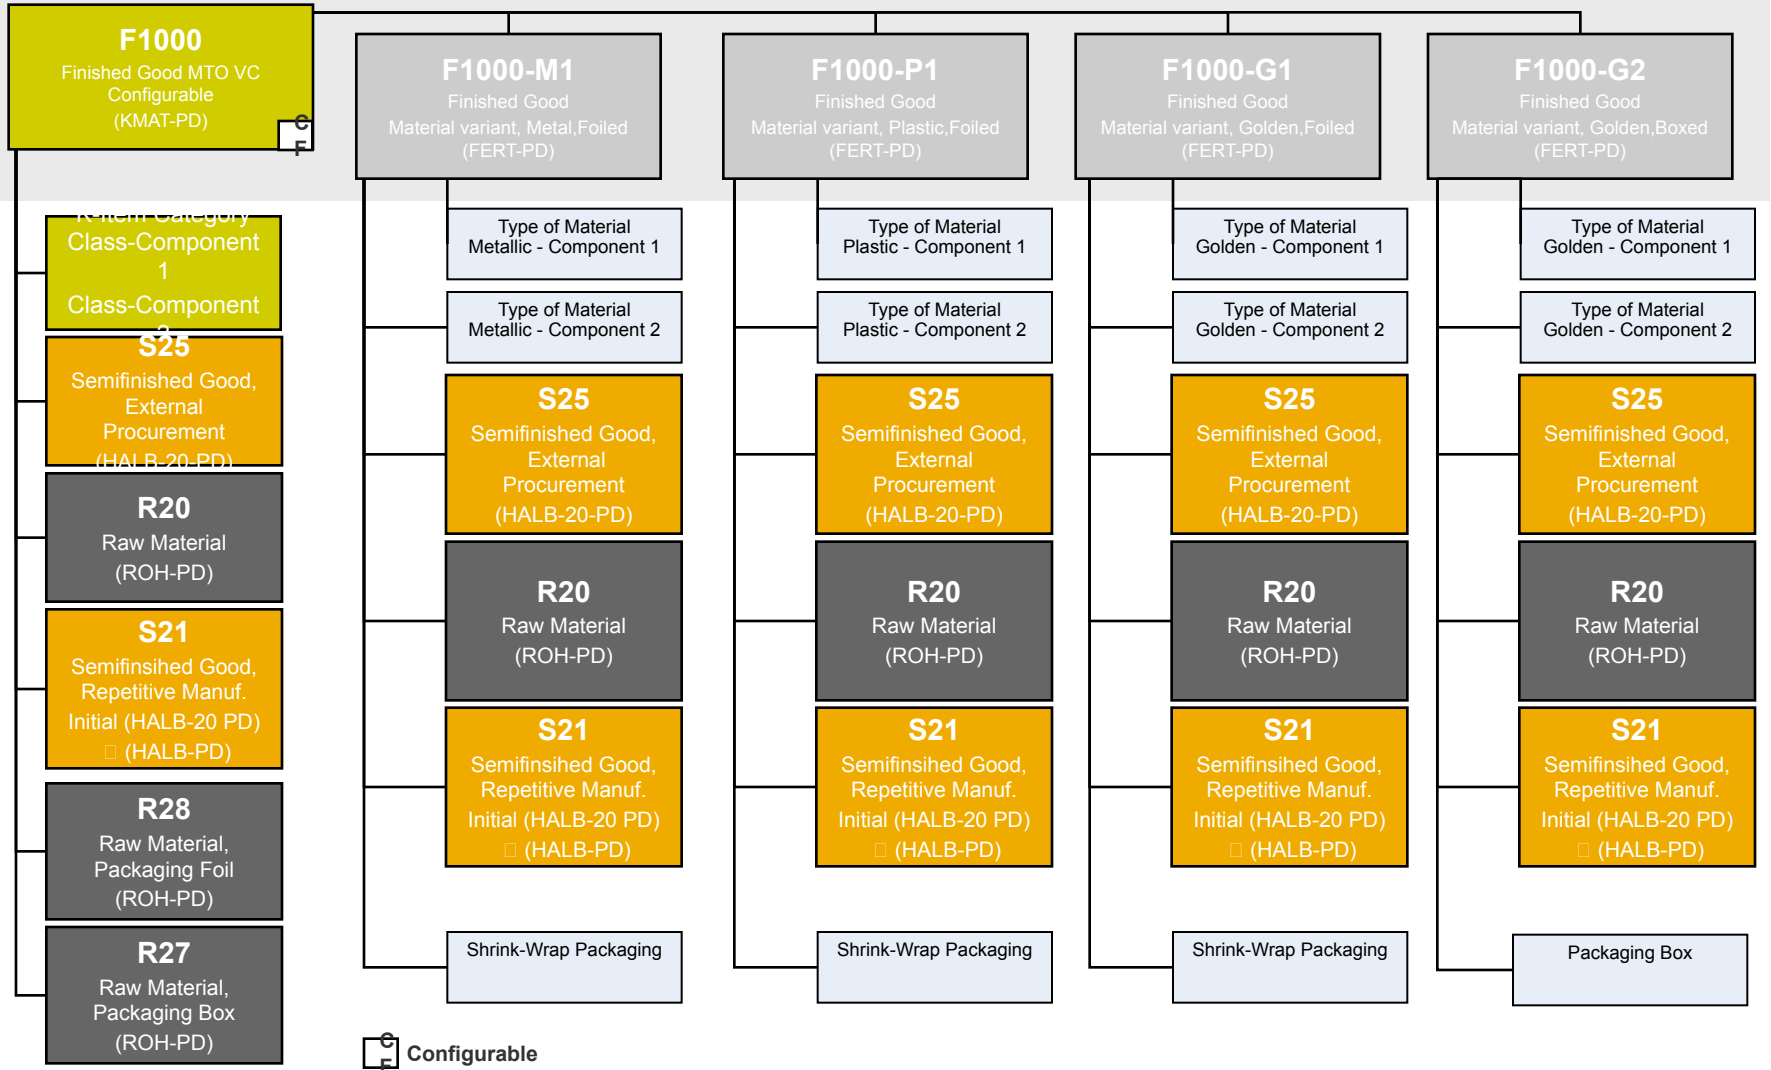 F1000
Finished Good MTO VC
Configurable
(KMAT-PD)
C
F
F1000-M1
Finished Good
Material variant, Metal,Foiled
(FERT-PD)
F1000-P1
Finished Good
Material variant, Plastic,Foiled
(FERT-PD)
F1000-G1
Finished Good
Material variant, Golden,Foiled
(FERT-PD)
F1000-G2
Finished Good
Material variant, Golden,Boxed
(FERT-PD)
K-Item Category
Class-Component
1
Class-Component
S25
Semifinished Good,
External
Procurement
(HALB-20-PD)
R20
Raw Material
(ROH-PD)
S21
Semifinsihed Good,
Repetitive Manuf.
Initial (HALB-20 PD)
(HALB-PD)
R28
Raw Material,
Packaging Foil
(ROH-PD)
R27
Raw Material,
Packaging Box
(ROH-PD)
Type of Material
Metallic - Component 1
Type of Material
Metallic - Component 2
S25
Semifinished Good,
External
Procurement
(HALB-20-PD)
R20
Raw Material
(ROH-PD)
S21
Semifinsihed Good,
Repetitive Manuf.
Initial (HALB-20 PD)
(HALB-PD)
Shrink-Wrap Packaging
Type of Material
Plastic - Component 1
Type of Material
Plastic - Component 2
S25
Semifinished Good,
External
Procurement
(HALB-20-PD)
R20
Raw Material
(ROH-PD)
S21
Semifinsihed Good,
Repetitive Manuf.
Initial (HALB-20 PD)
(HALB-PD)
Shrink-Wrap Packaging
Type of Material
Golden - Component 1
Type of Material
Golden - Component 2
S25
Semifinished Good,
External
Procurement
(HALB-20-PD)
R20
Raw Material
(ROH-PD)
S21
Semifinsihed Good,
Repetitive Manuf.
Initial (HALB-20 PD)
(HALB-PD)
Shrink-Wrap Packaging
Type of Material
Golden - Component 1
Type of Material
Golden - Component 2
S25
Semifinished Good,
External
Procurement
(HALB-20-PD)
R20
Raw Material
(ROH-PD)
S21
Semifinsihed Good,
Repetitive Manuf.
Initial (HALB-20 PD)
(HALB-PD)
Packaging Box
C
F
Configurable